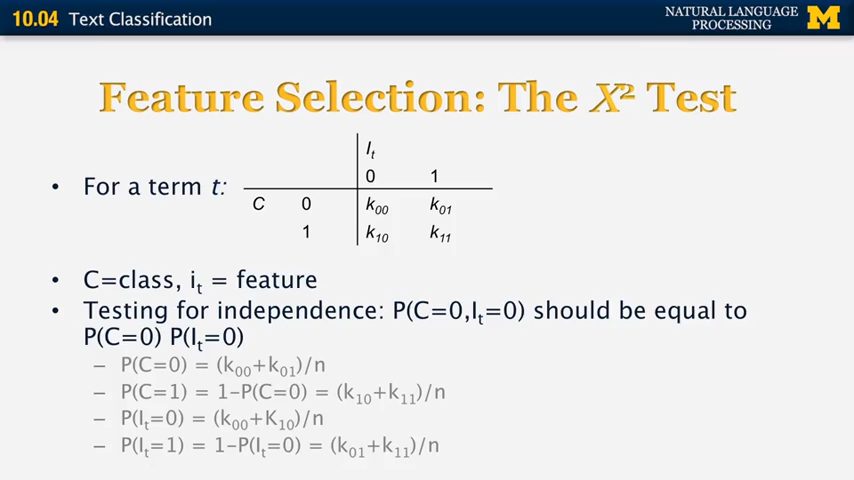 10.04 Text Classification
NATURAL LANGUAGE
PROCESSING
M
Feature Selection: The X² Test
I_t
• For a term t:
0 1
C 0 k₀₀ k₀₁
1 k₁₀ k₁₁
• C=class, i_t = feature
• Testing for independence: P(C=0,I_t=0) should be equal to
P(C=0) P(I_t=0)
– P(C=0) = (k₀₀+k₀₁)/n
– P(C=1) = 1-P(C=0) = (k₁₀+k₁₁)/n
– P(I_t=0) = (k₀₀+K₁₀)/n
– P(I_t=1) = 1-P(I_t=0) = (k₀₁+k₁₁)/n